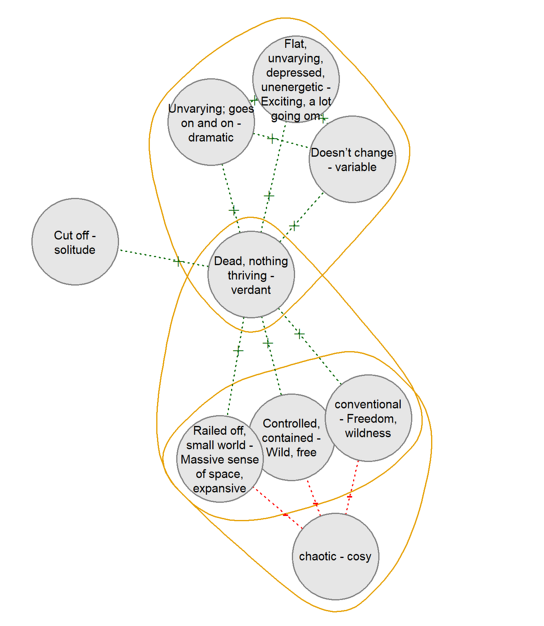 Flat,
unvarying,
depressed,
unenergetic -
Exciting, a lot
going om
Unvarying; goes
on and on -
dramatic
Doesn't change
- variable
Cut off -
solitude
Dead, nothing
thriving -
verdant
conventional
- Freedom,
wildness
Controlled,
contained -
Wild, free
Railed off,
small world -
Massive sense
of space,
expansive
chaotic - cosy